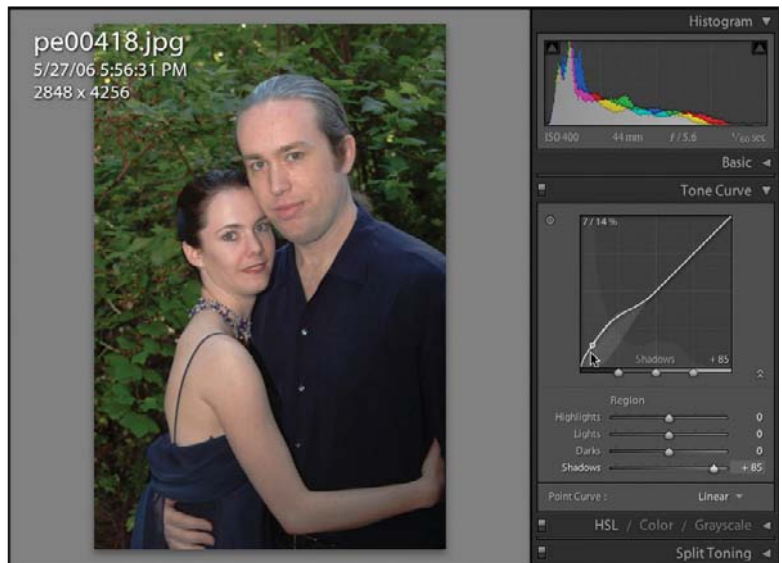 pe00418.jpg
5/27/06 5:56:31 PM
2848 x 4256
Histogram
ISO 400 44 mm f / 5.6 1/60 sec
Basic
Tone Curve
7 / 14 %
Shadows + 85
Region
Highlights 0
Lights 0
Darks 0
Shadows + 85
Point Curve : Linear
HSL / Color / Grayscale
Split Toning